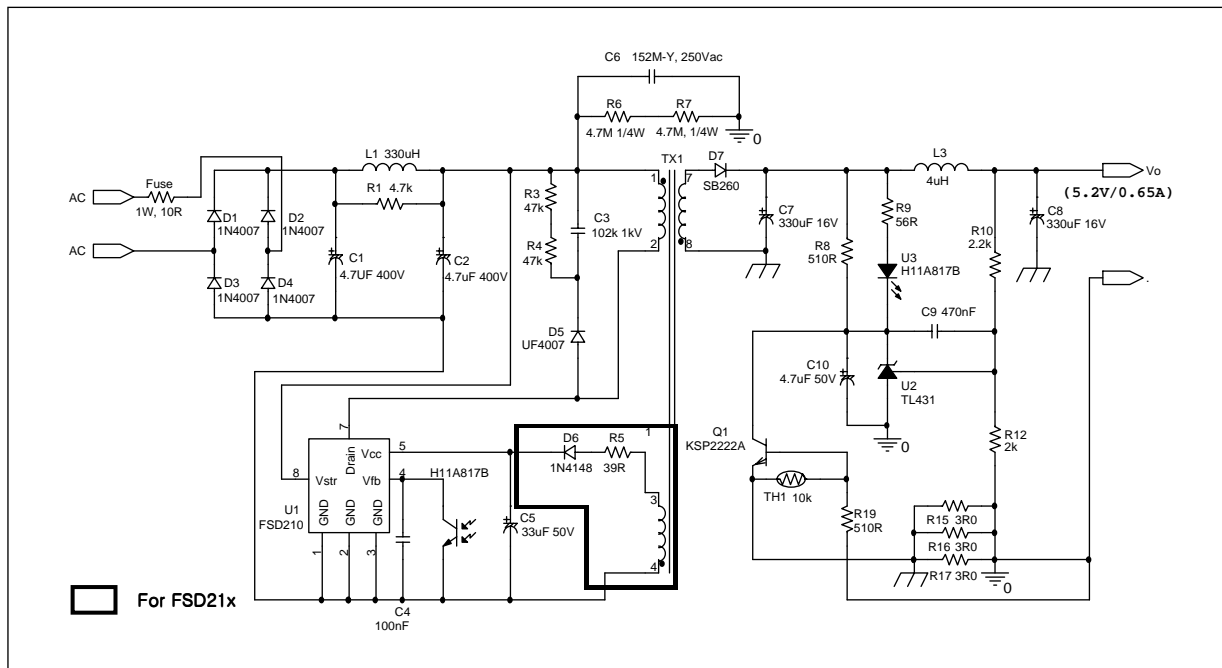 C6 152M-Y, 250Vac
R6 R7
4.7M 1/4W 4.7M, 1/4W
0
L1 330uH
TX1
D7
SB260
L3
4uH
Vo
(5.2V/0.65A)
AC
Fuse
1W, 10R
R1 4.7k
1
2
7
8
AC
D1
1N4007
D2
1N4007
D3
1N4007
D4
1N4007
C1
4.7UF 400V
C2
4.7uF 400V
R3
47k
R4
47k
C3
102k 1kV
D5
UF4007
C7
330uF 16V
R8
510R
R9
56R
U3
H11A817B
R10
2.2k
C8
330uF 16V
.
C9 470nF
C10
4.7uF 50V
U2
TL431
0
R12
2k
Q1
KSP2222A
TH1 10k
R19
510R
R15 3R0
R16 3R0
R17 3R0
0
7
Drain
Vcc
5
8
Vstr
Vfb
4
H11A817B
U1
FSD210
GND
GND
GND
1
2
3
C4
100nF
C5
33uF 50V
D6
1N4148
R5
39R
1
3
4
For FSD21x